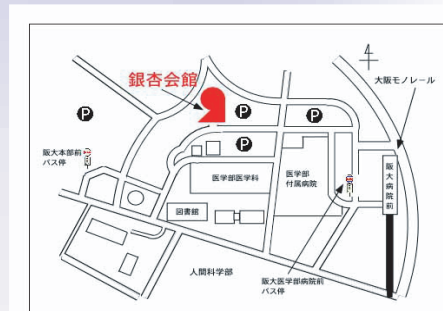 4
銀杏会館
大阪モノレール
P
P
P
P
阪大本部前
バス停
医学部医学科
医学部
付属病院
阪大病院前
図書館
人間科学部
阪大医学部病院前
バス停